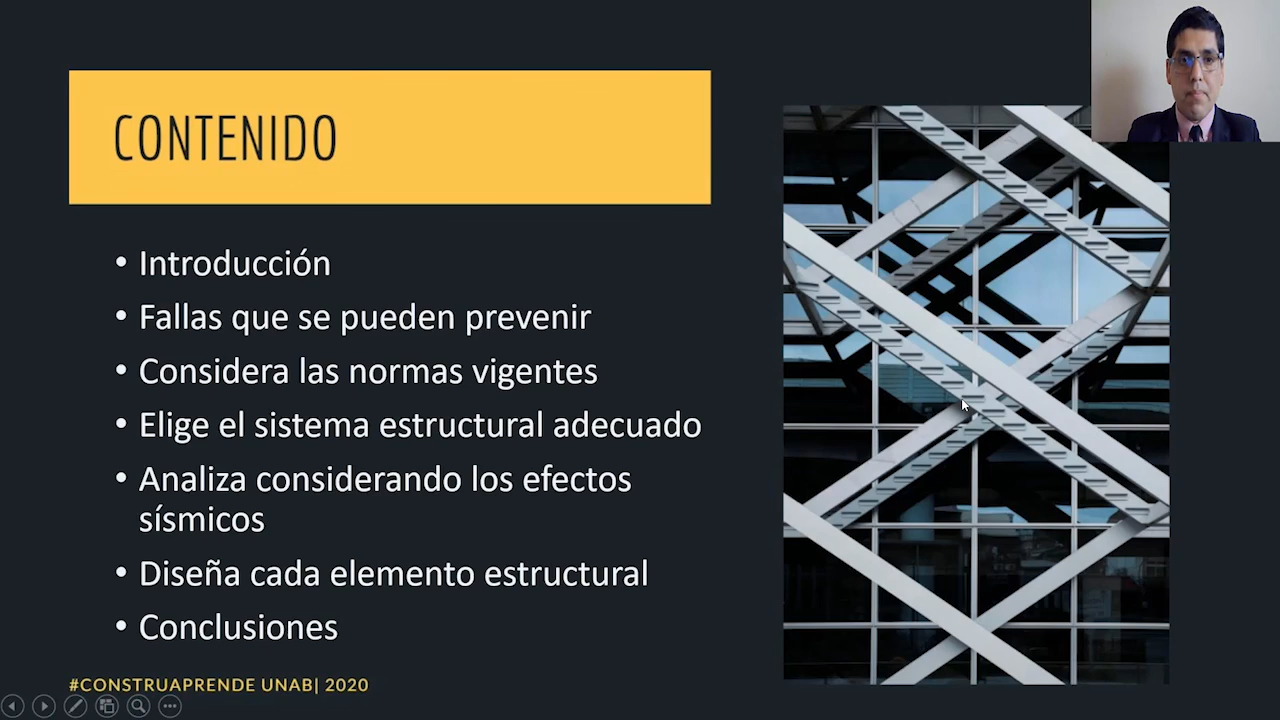 CONTENIDO
• Introducción
• Fallas que se pueden prevenir
• Considera las normas vigentes
• Elige el sistema estructural adecuado
• Analiza considerando los efectos
sísmicos
• Diseña cada elemento estructural
• Conclusiones
#CONSTRUAPRENDE UNAB| 2020